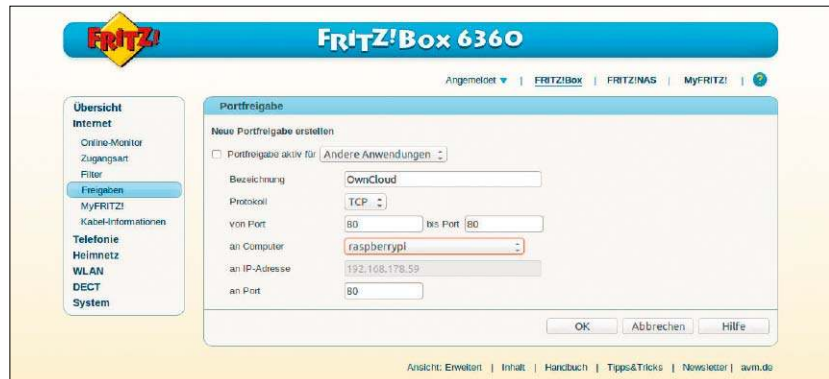 FRITZ!
FRITZ!Box 6360
Angemeldet | FRITZ!Box | FRITZ!NAS | MyFRITZ! | ?
Übersicht
Internet
Online-Monitor
Zugangsart
Filter
Freigaben
MyFRITZ!
Kabel-Informationen
Telefonie
Heimnetz
WLAN
DECT
System
Portfreigabe
Neue Portfreigabe erstellen
Portfreigabe aktiv für Andere Anwendungen
Bezeichnung OwnCloud
Protokoll TCP
von Port 80 bis Port 80
an Computer raspberrypi
an IP-Adresse 192.168.178.59
an Port 80
OK Abbrechen Hilfe
Ansicht: Erweitert | Inhalt | Handbuch | Tipps&Tricks | Newsletter | avm.de